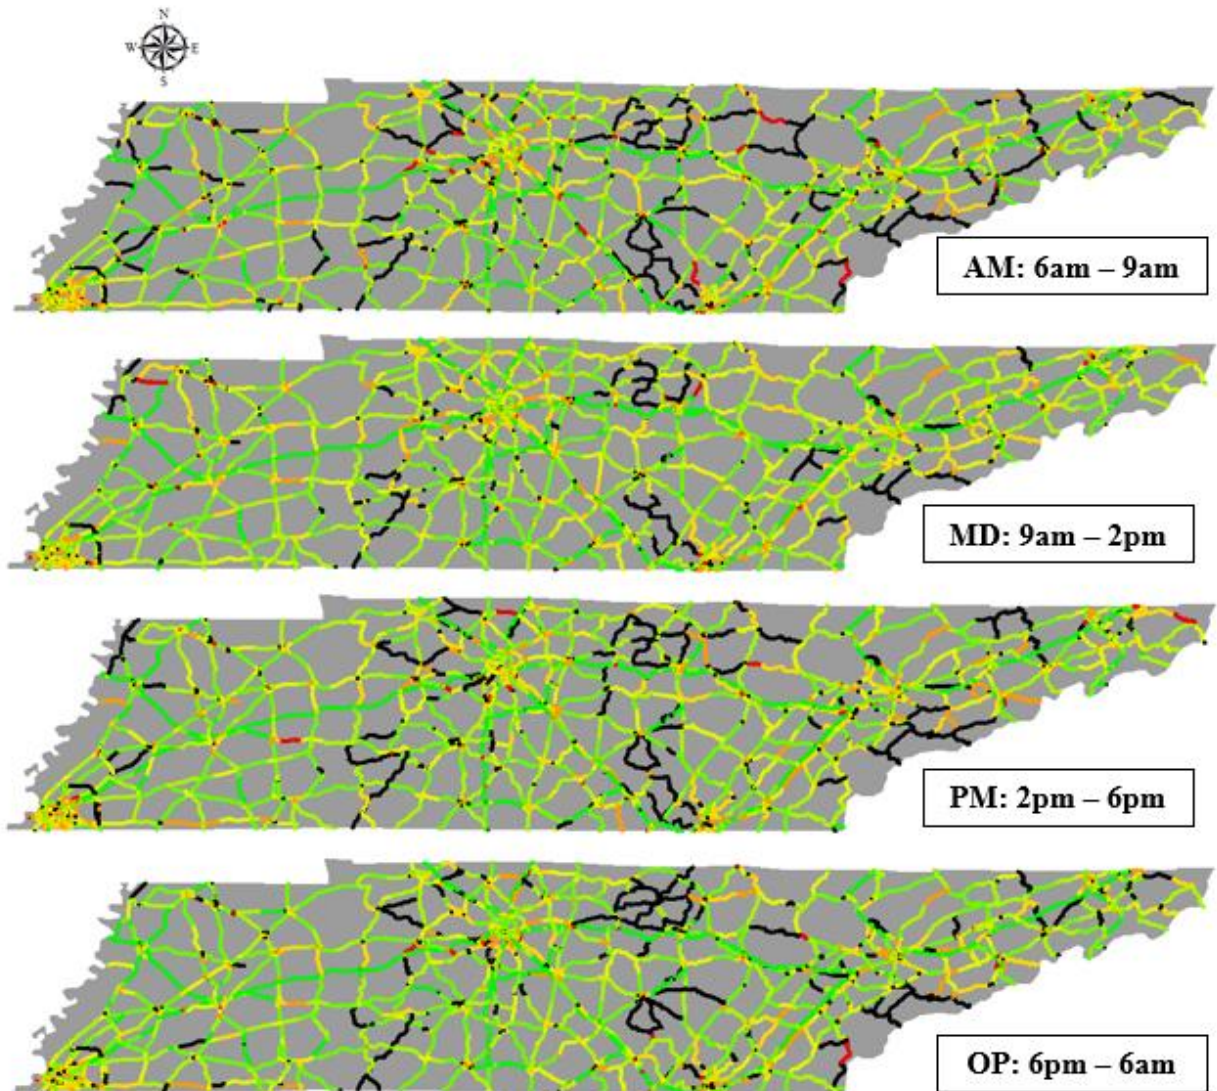 N
W E
S
AM: 6am – 9am
MD: 9am – 2pm
PM: 2pm – 6pm
OP: 6pm – 6am